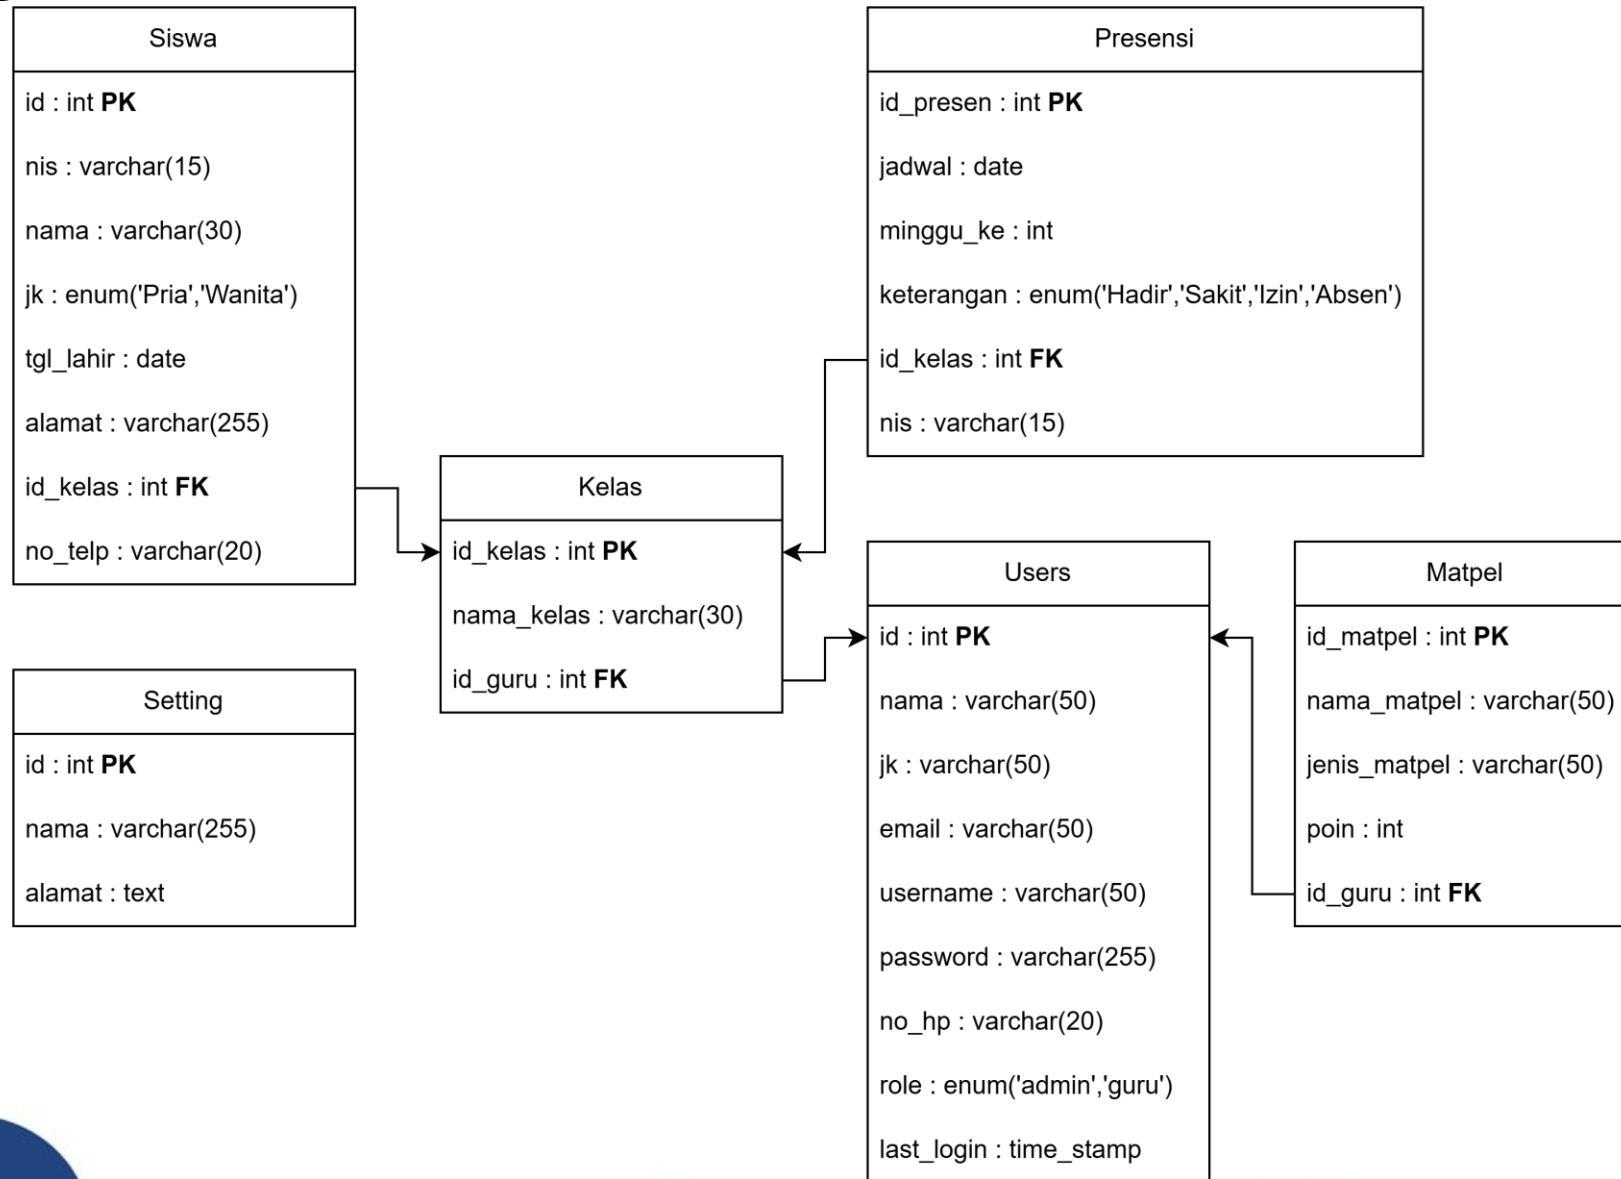 Siswa
id : int PK
nis : varchar(15)
nama : varchar(30)
jk : enum('Pria','Wanita')
tgl_lahir : date
alamat : varchar(255)
id_kelas : int FK
no_telp : varchar(20)
Presensi
id_presen : int PK
jadwal : date
minggu_ke : int
keterangan : enum('Hadir','Sakit','Izin','Absen')
id_kelas : int FK
nis : varchar(15)
Kelas
id_kelas : int PK
nama_kelas : varchar(30)
id_guru : int FK
Setting
id : int PK
nama : varchar(255)
alamat : text
Users
id : int PK
nama : varchar(50)
jk : varchar(50)
email : varchar(50)
username : varchar(50)
password : varchar(255)
no_hp : varchar(20)
role : enum('admin','guru')
last_login : time_stamp
Matpel
id_matpel : int PK
nama_matpel : varchar(50)
jenis_matpel : varchar(50)
poin : int
id_guru : int FK